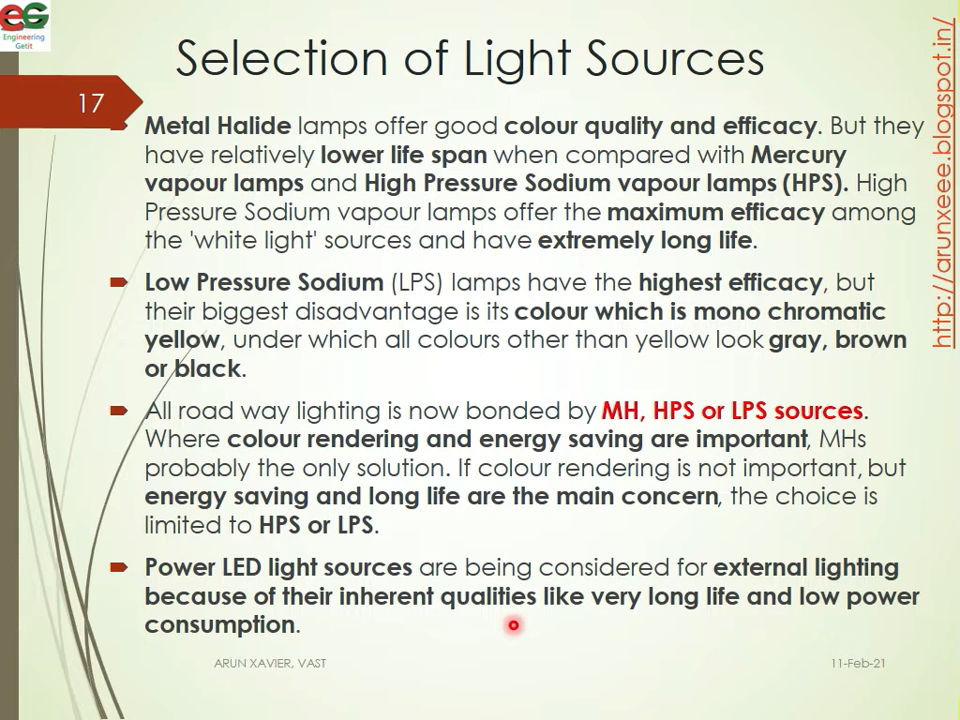 EG
Engineering
Getit
Selection of Light Sources
17
http://arunxeee.blogspot.in/
Metal Halide lamps offer good colour quality and efficacy. But they
have relatively lower life span when compared with Mercury
vapour lamps and High Pressure Sodium vapour lamps (HPS). High
Pressure Sodium vapour lamps offer the maximum efficacy among
the 'white light' sources and have extremely long life.
Low Pressure Sodium (LPS) lamps have the highest efficacy, but
their biggest disadvantage is its colour which is mono chromatic
yellow, under which all colours other than yellow look gray, brown
or black.
All road way lighting is now bonded by MH, HPS or LPS sources.
Where colour rendering and energy saving are important, MHs
probably the only solution. If colour rendering is not important, but
energy saving and long life are the main concern, the choice is
limited to HPS or LPS.
Power LED light sources are being considered for external lighting
because of their inherent qualities like very long life and low power
consumption.
ARUN XAVIER, VAST
11-Feb-21